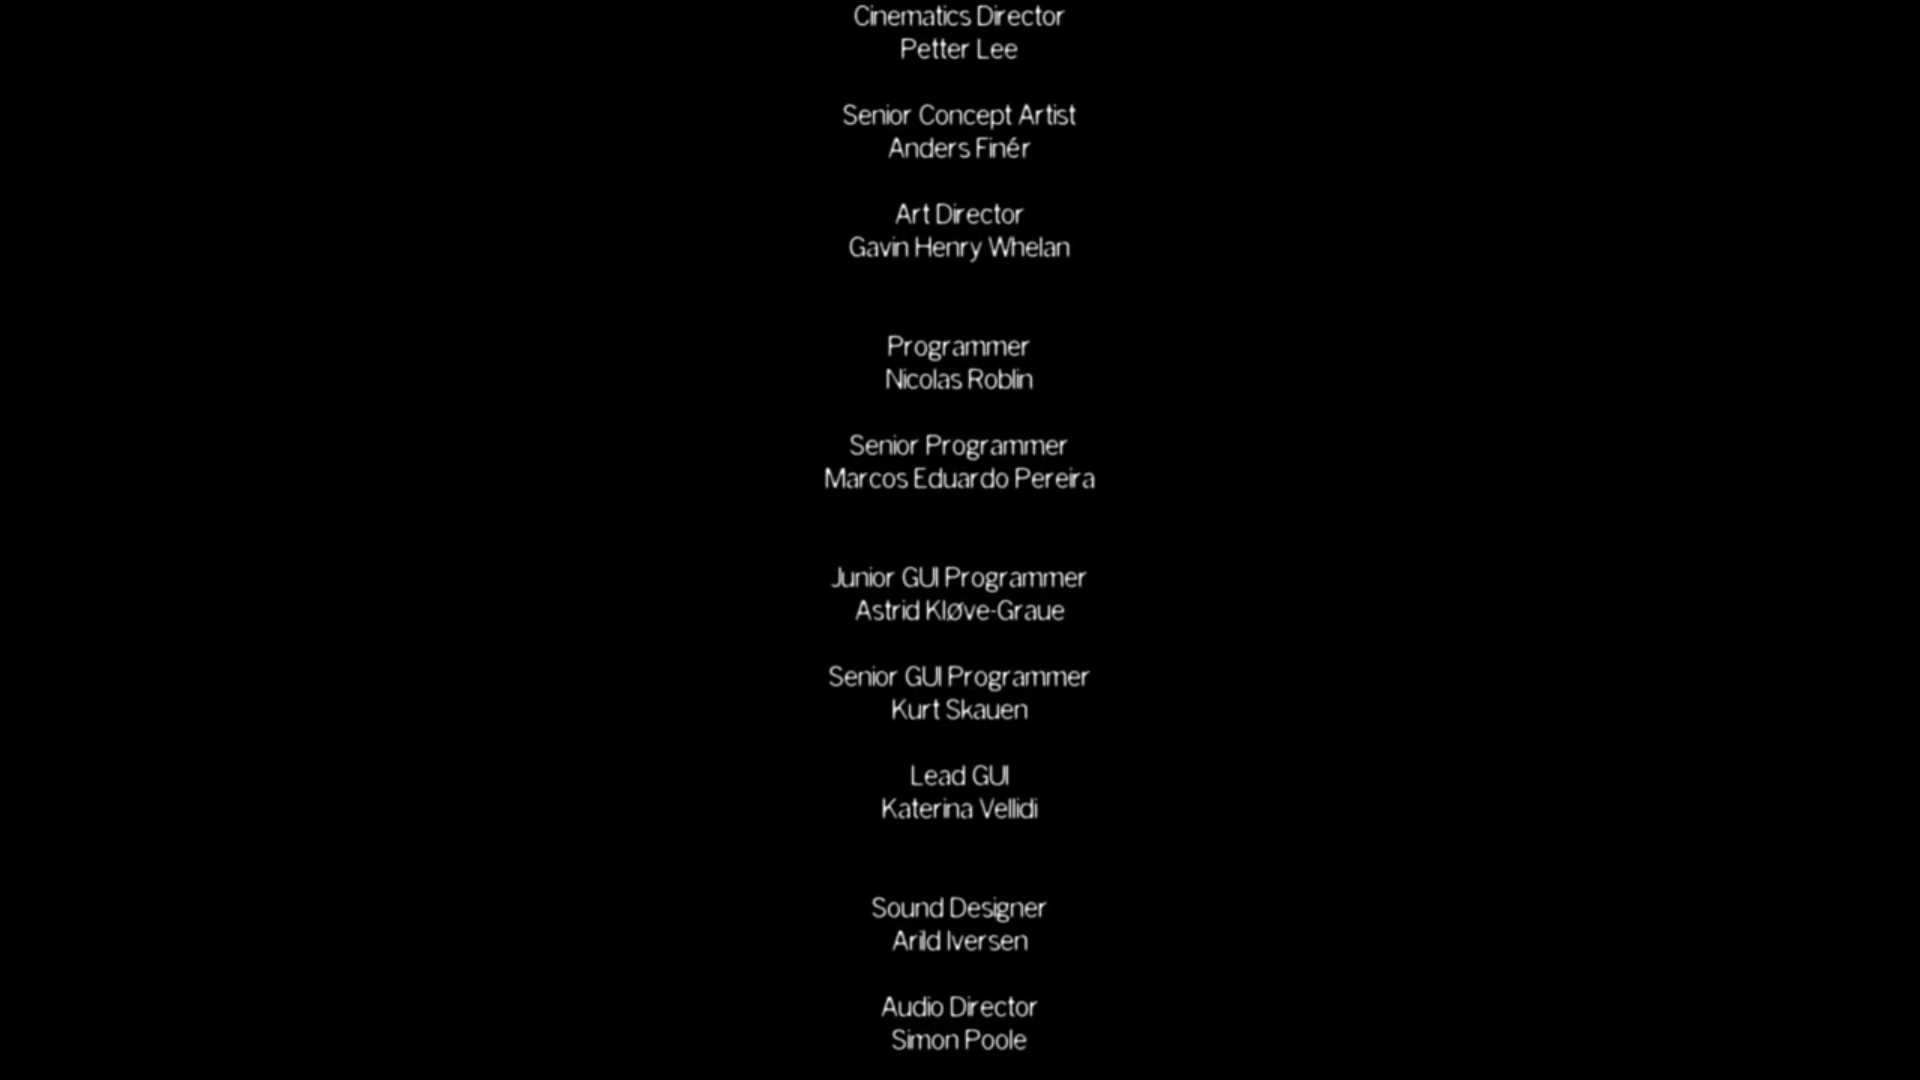 Cinematics Director
Petter Lee
Senior Concept Artist
Anders Finér
Art Director
Gavin Henry Whelan
Programmer
Nicolas Roblin
Senior Programmer
Marcos Eduardo Pereira
Junior GUI Programmer
Astrid Kløve-Graue
Senior GUI Programmer
Kurt Skauen
Lead GUI
Katerina Vellidi
Sound Designer
Arild Iversen
Audio Director
Simon Poole